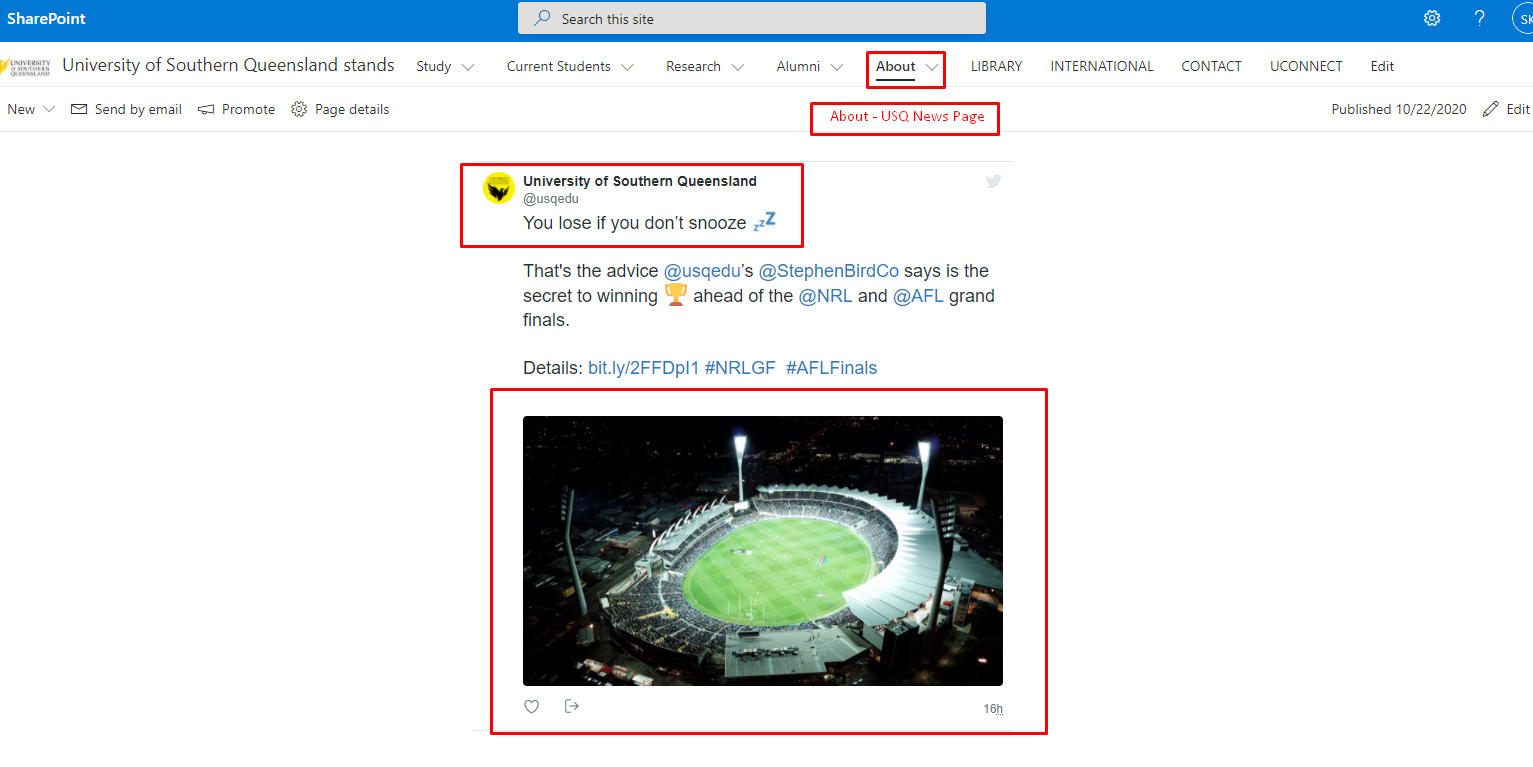 SharePoint
Search this site
SK
UNIVERSITY
OF SOUTHERN
QUEENSLAND
University of Southern Queensland stands
Study
Current Students
Research
Alumni
About
LIBRARY
INTERNATIONAL
CONTACT
UCONNECT
Edit
New
Send by email
Promote
Page details
About - USQ News Page
Published 10/22/2020
Edit
University of Southern Queensland
@usqedu
You lose if you don’t snooze 💤
That's the advice @usqedu’s @StephenBirdCo says is the
secret to winning 🏆 ahead of the @NRL and @AFL grand
finals.
Details: bit.ly/2FFDpI1 #NRLGF #AFLFinals
16h